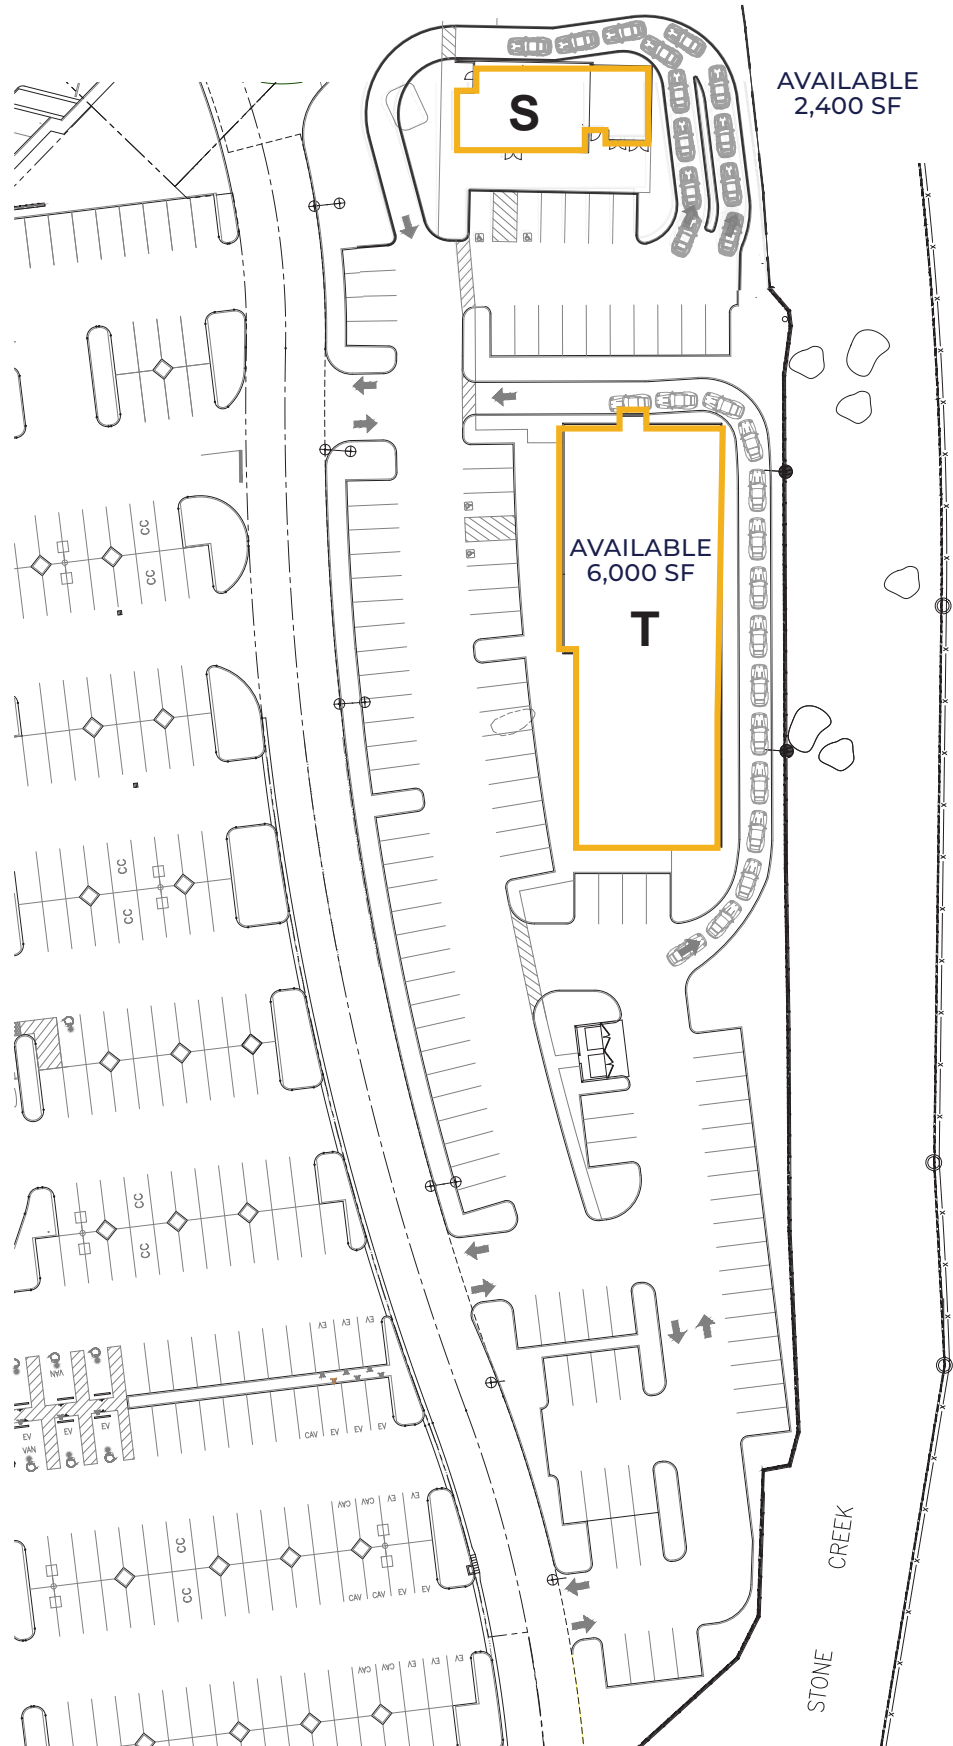 AVAILABLE
2,400 SF
S
AVAILABLE
6,000 SF
T
CC
CC
CC
CC
CC
CC
EV EV EV
VAN
EV EV EV
VAN
CAV EV EV EV
CAV CAV EV EV
CC
CC
CAV CAV EV EV
CAV CAV EV EV EV
STONE CREEK